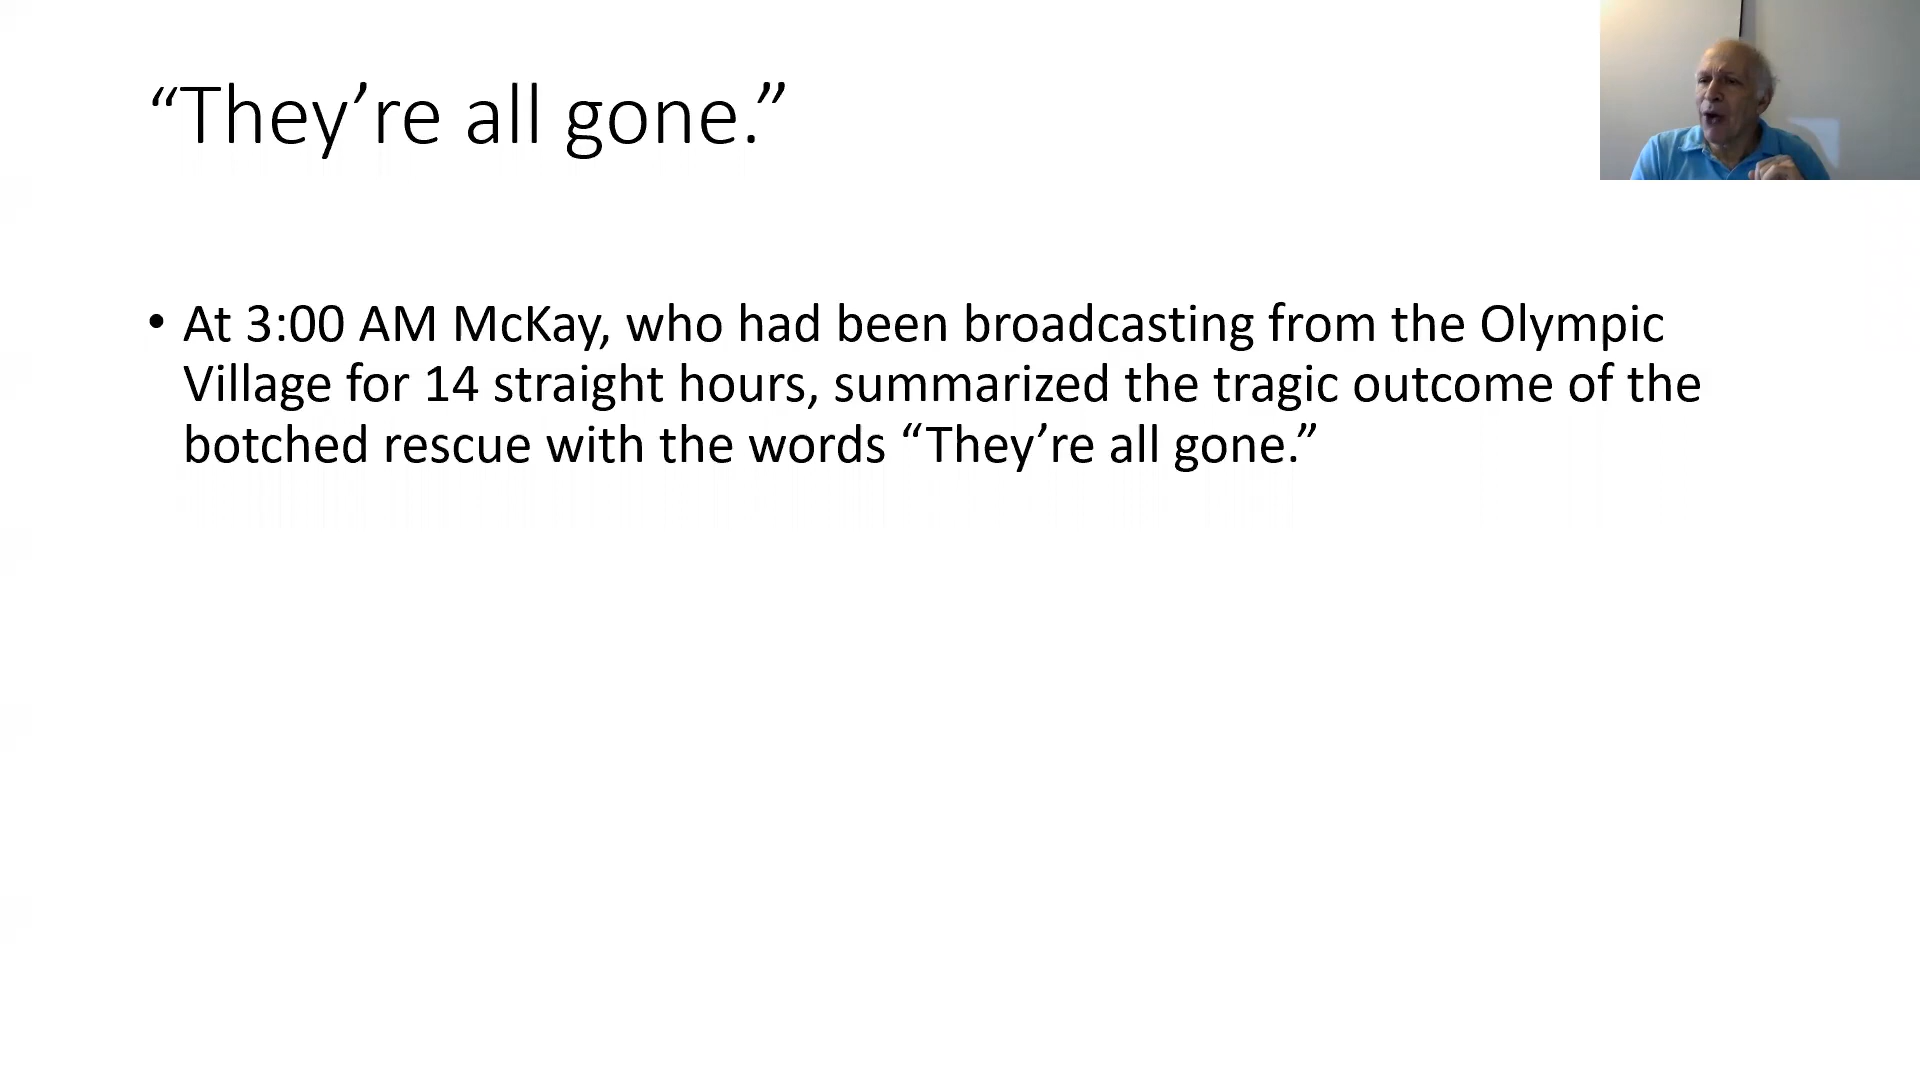 “They’re all gone.”
• At 3:00 AM McKay, who had been broadcasting from the Olympic
Village for 14 straight hours, summarized the tragic outcome of the
botched rescue with the words “They’re all gone.”